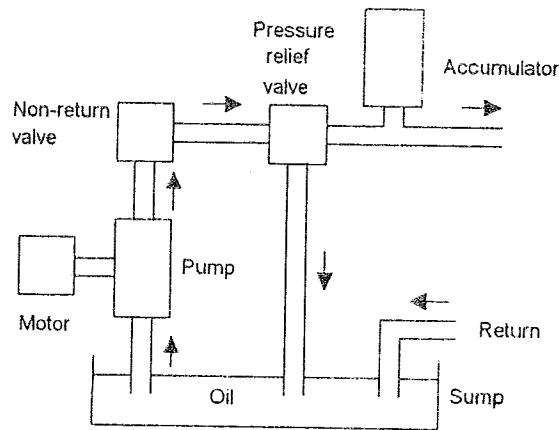 Pressure
relief
valve
Accumulator
Non-return
valve
Pump
Motor
Return
Oil
Sump